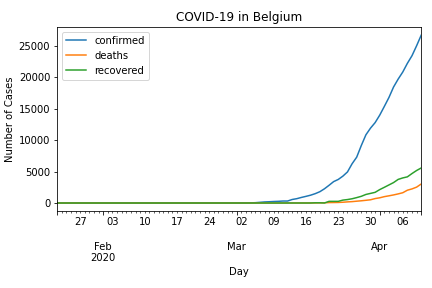 COVID-19 in Belgium
confirmed
deaths
recovered
Number of Cases
25000
20000
15000
10000
5000
0
27 03 10 17 24 02 09 16 23 30 06
Feb Mar Apr
2020
Day